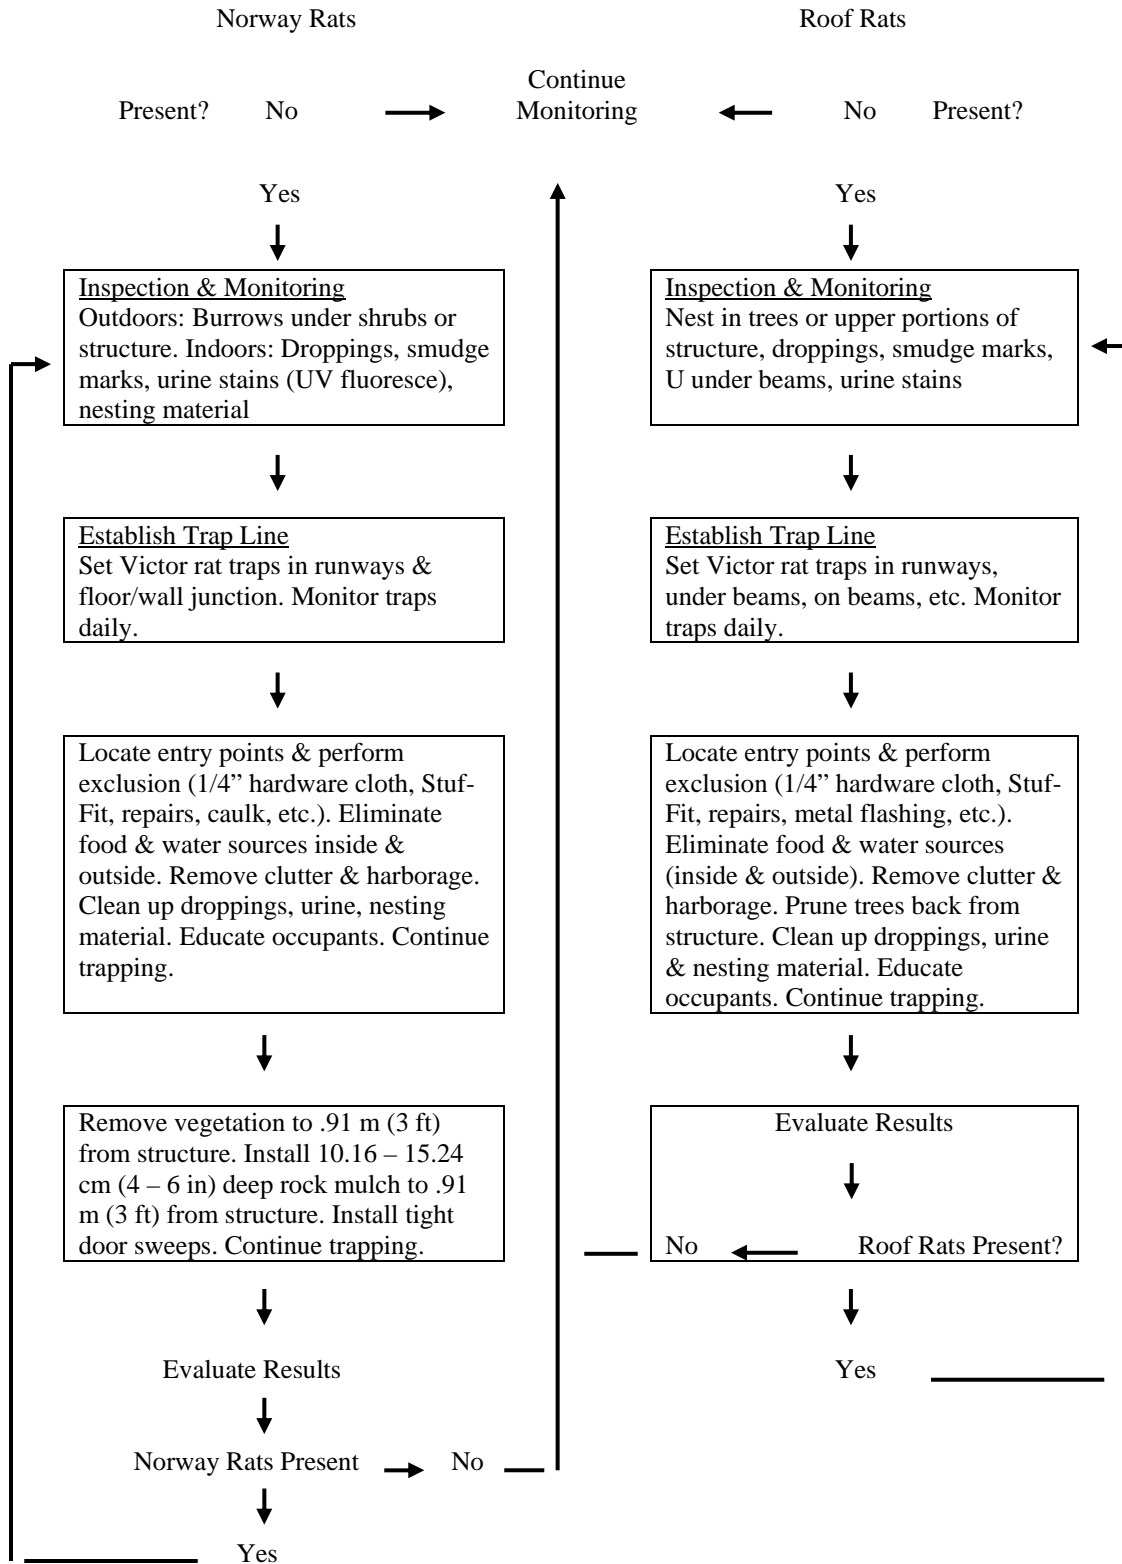 Norway Rats
Roof Rats
Continue
Monitoring
Present? No
No Present?
Yes
Yes
Inspection & Monitoring
Outdoors: Burrows under shrubs or
structure. Indoors: Droppings, smudge
marks, urine stains (UV fluoresce),
nesting material
Inspection & Monitoring
Nest in trees or upper portions of
structure, droppings, smudge marks,
U under beams, urine stains
Establish Trap Line
Set Victor rat traps in runways &
floor/wall junction. Monitor traps
daily.
Establish Trap Line
Set Victor rat traps in runways,
under beams, on beams, etc. Monitor
traps daily.
Locate entry points & perform
exclusion (1/4” hardware cloth, Stuf-
Fit, repairs, caulk, etc.). Eliminate
food & water sources inside &
outside. Remove clutter & harborage.
Clean up droppings, urine, nesting
material. Educate occupants. Continue
trapping.
Locate entry points & perform
exclusion (1/4” hardware cloth, Stuf-
Fit, repairs, metal flashing, etc.).
Eliminate food & water sources
(inside & outside). Remove clutter &
harborage. Prune trees back from
structure. Clean up droppings, urine
& nesting material. Educate
occupants. Continue trapping.
Remove vegetation to .91 m (3 ft)
from structure. Install 10.16 – 15.24
cm (4 – 6 in) deep rock mulch to .91
m (3 ft) from structure. Install tight
door sweeps. Continue trapping.
Evaluate Results
No Roof Rats Present?
Evaluate Results
Yes
Norway Rats Present No
Yes